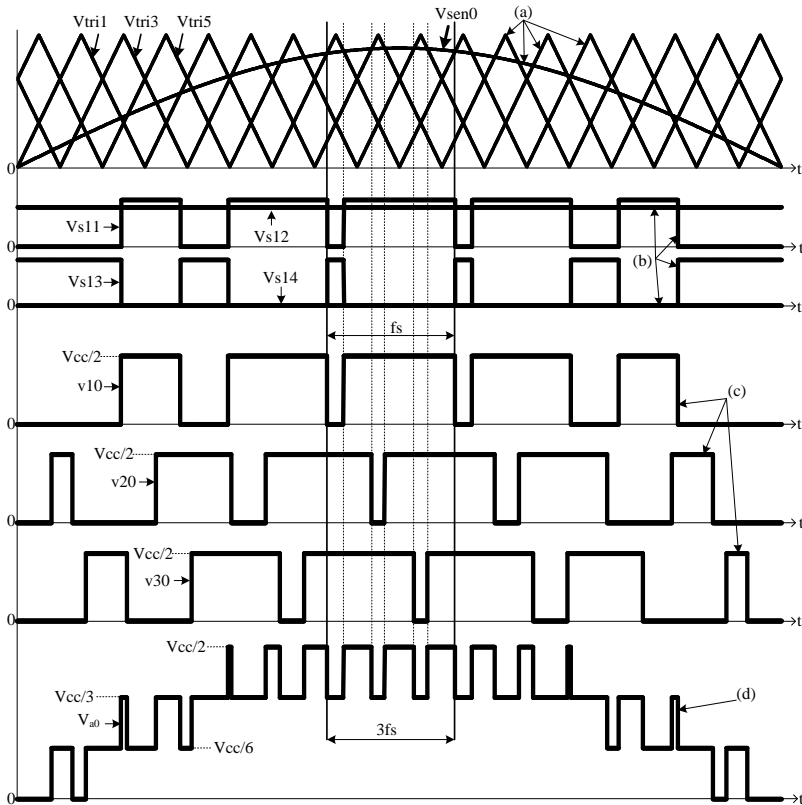 Vtri1 Vtri3 Vtri5 Vsen0 (a)
0 t
Vs11 Vs12
0 t
(b)
Vs13 Vs14
0 t
fs
Vcc/2
v10 (c)
0 t
Vcc/2
v20
0 t
Vcc/2
v30
0 t
Vcc/2
Vcc/3 (d)
Va0
3fs
Vcc/6
0 t